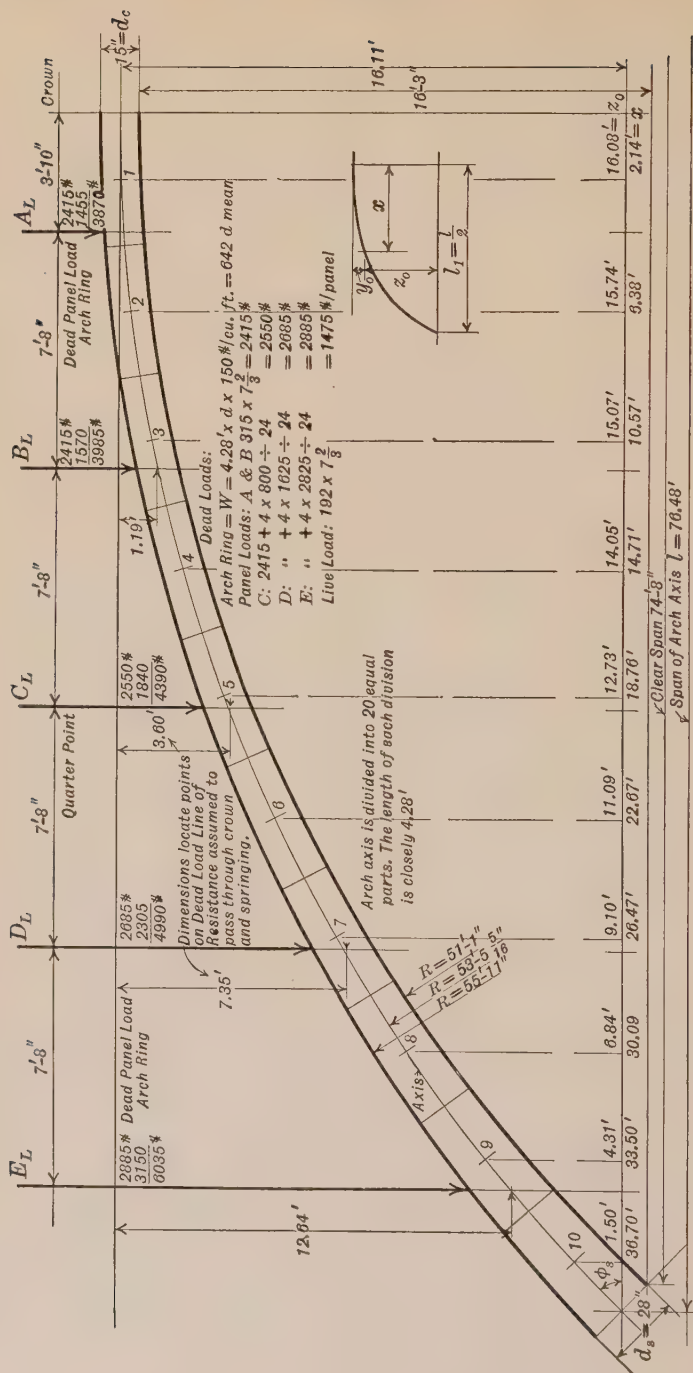 E_L
D_L
C_L
B_L
A_L
7'-8"
7'-8"
7'-8"
7'-8"
3'-10"
Crown
15"=d_c
Quarter Point
2885# Dead Panel Load
3150 Arch Ring
6035#
2685#
2305
4990#
2550#
1840
4390#
2415#
1570
3985#
Dead Panel Load
Arch Ring
2415#
1455
3870#
12.64'
7.35'
3.60'
1.19'
Dimensions locate points
on Dead Load Line of
Resistance assumed to
pass through crown
and springing.
Dead Loads:
Arch Ring = W = 4.28' x d x 150#/cu. ft. = 642 d mean
Panel Loads: A & B 315 x 7 2/3 = 2415#
C: 2415 + 4 x 800 ÷ 24 = 2550#
D: " + 4 x 1625 ÷ 24 = 2685#
E: " + 4 x 2825 ÷ 24 = 2885#
Live Load: 192 x 7 2/3 = 1475#/panel
Arch axis is divided into 20 equal
parts. The length of each division
is closely 4.28'
10
9
8
7
6
5
4
3
2
1
Axis
R=51'-1"
R=53'-5 5/16"
R=55'-11"
y_o
z_o
x
l_1 = l/2
16.11'
16'-3"
ϕ_s
d_s = 28"
1.50'
4.31'
6.84'
9.10'
11.09'
12.73'
14.05'
15.07'
15.74'
16.08' = z_o
36.70'
33.50'
30.09
26.47'
22.67'
18.76'
14.71'
10.57'
6.38'
2.14' = x
Clear Span 74'-8"
Span of Arch Axis l = 76.48'